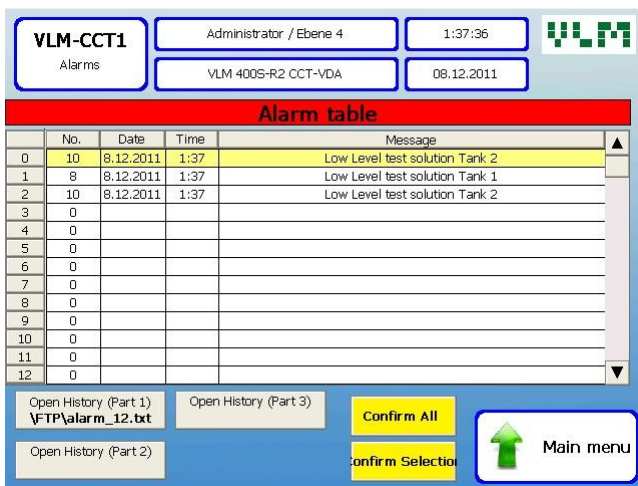 VLM-CCT1
Alarms
Administrator / Ebene 4
1:37:36
VLM
VLM 400S-R2 CCT-VDA
08.12.2011
Alarm table
No. Date Time Message
0 10 8.12.2011 1:37 Low Level test solution Tank 2
1 8 8.12.2011 1:37 Low Level test solution Tank 1
2 10 8.12.2011 1:37 Low Level test solution Tank 2
3 0
4 0
5 0
6 0
7 0
8 0
9 0
10 0
11 0
12 0
Open History (Part 1)
\FTP\alarm_12.txt
Open History (Part 3)
Confirm All
Open History (Part 2)
onfirm Selection
Main menu